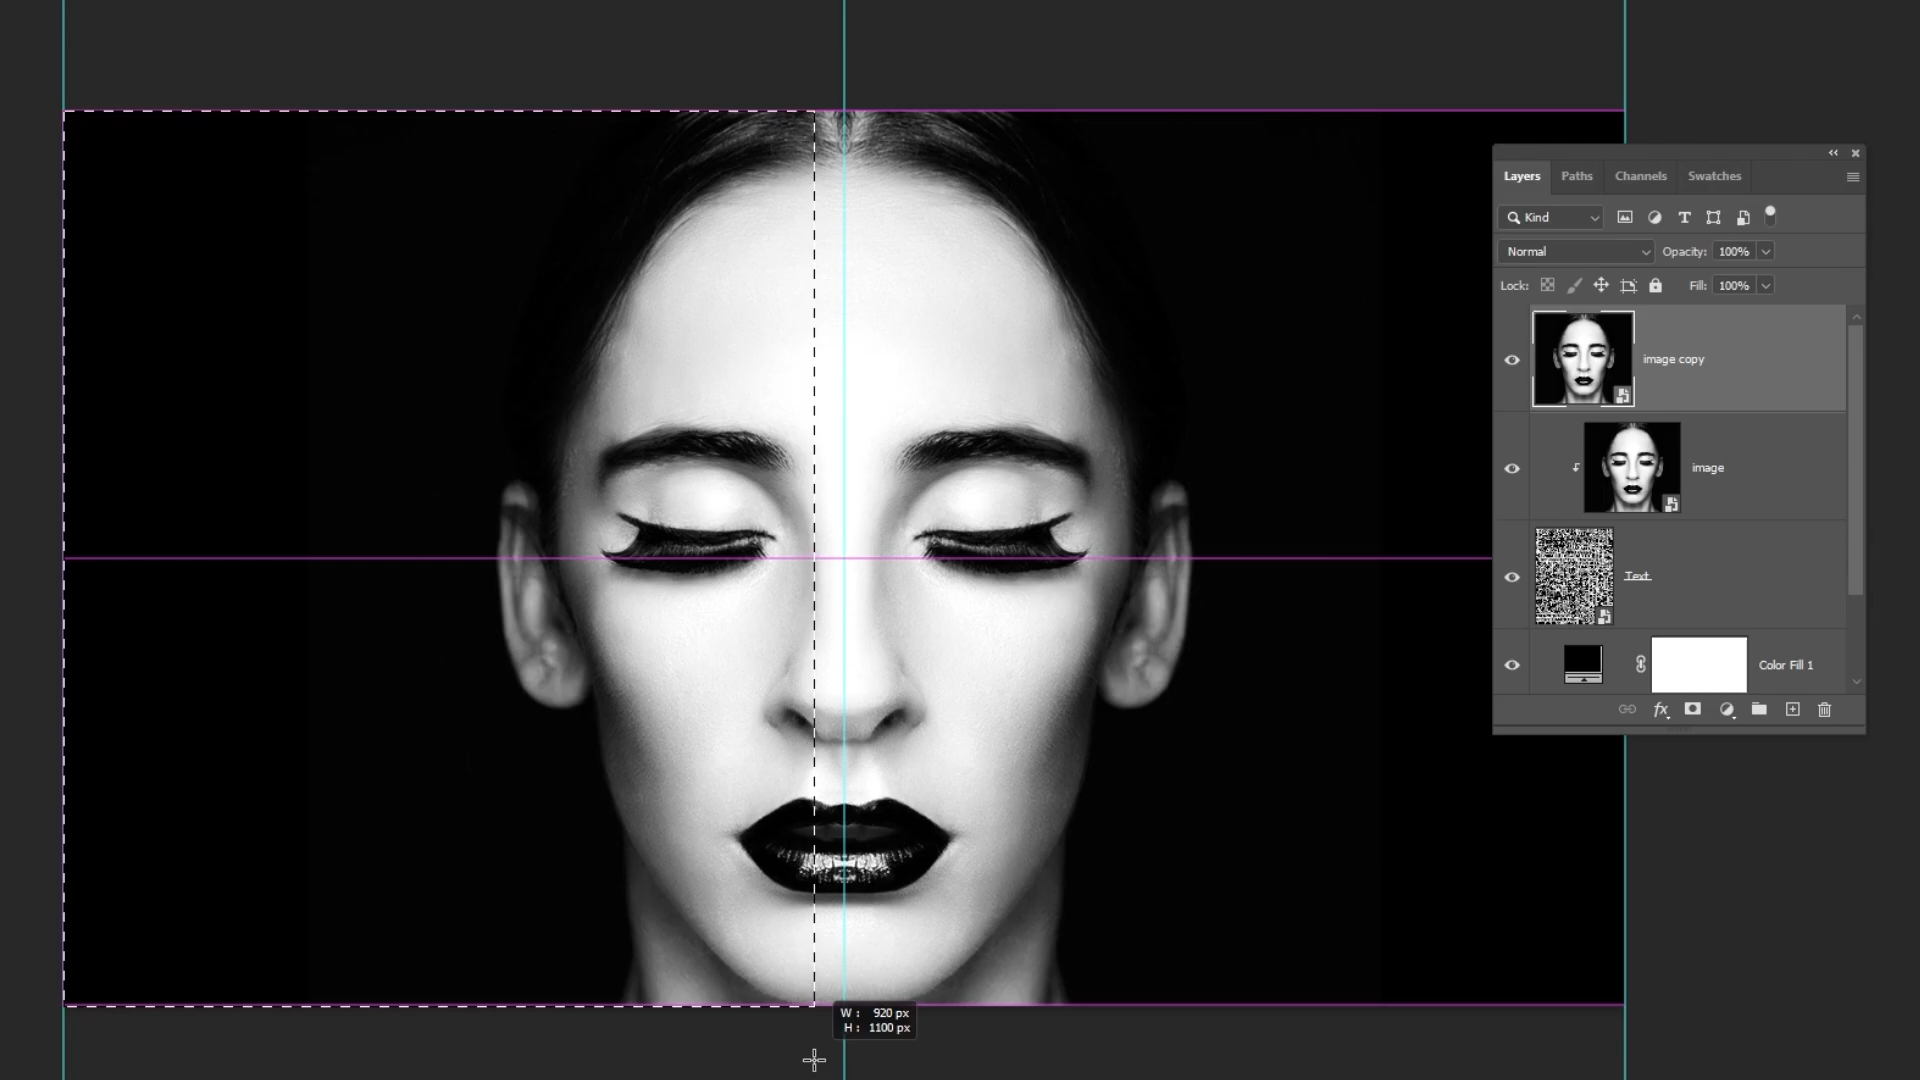 Layers Paths Channels Swatches
Kind
Normal Opacity: 100%
Lock: Fill: 100%
image copy
image
Text
Color Fill 1
W : 920 px
H : 1100 px